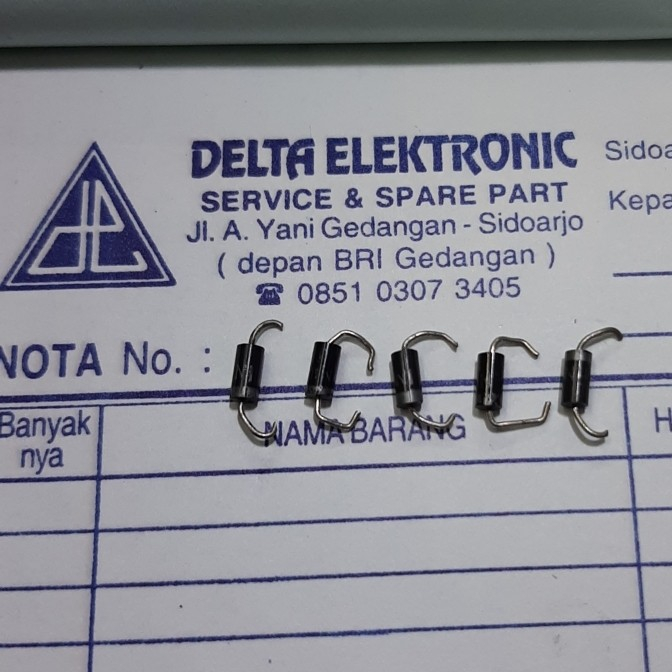 DELTA ELEKTRONIC
SERVICE & SPARE PART
Jl. A. Yani Gedangan - Sidoarjo
( depan BRI Gedangan )
☎ 0851 0307 3405
NOTA No. :
Banyak
nya
NAMA BARANG